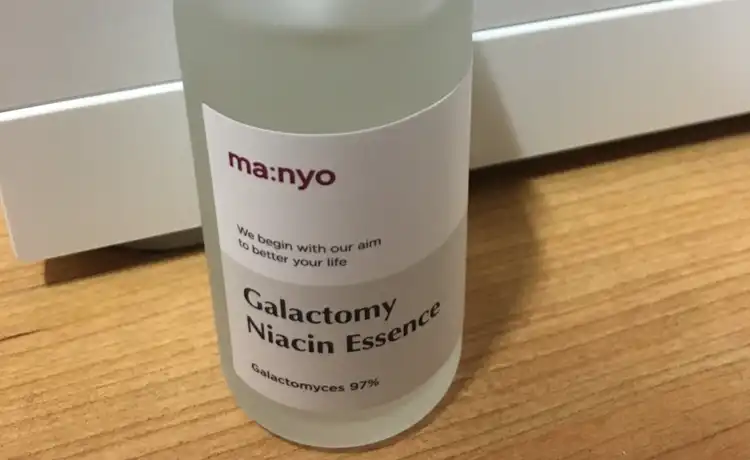 ma:nyo
We begin with our aim
to better your life
Galactomy
Niacin Essence
Galactomyces 97%